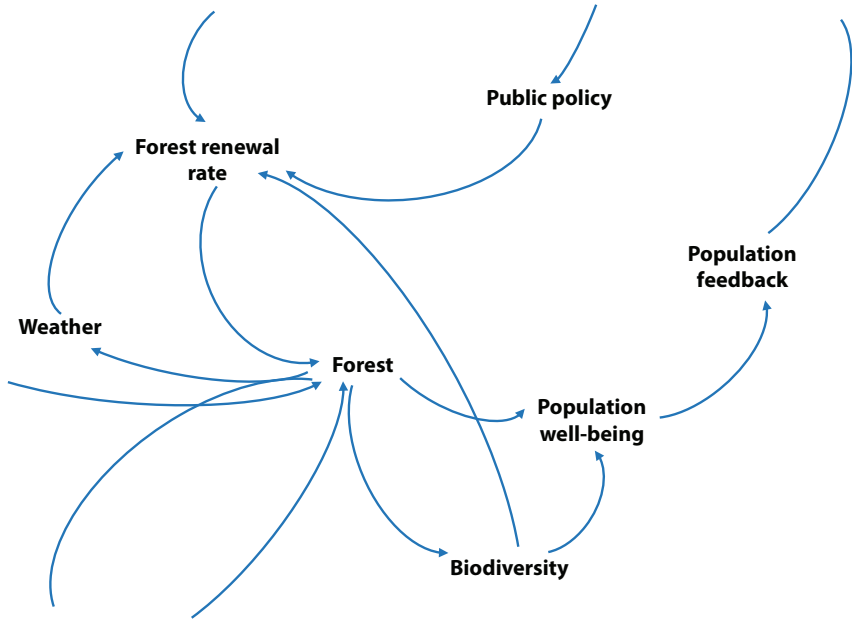 Public policy
Forest renewal
rate
Population
feedback
Weather
Forest
Population
well-being
Biodiversity